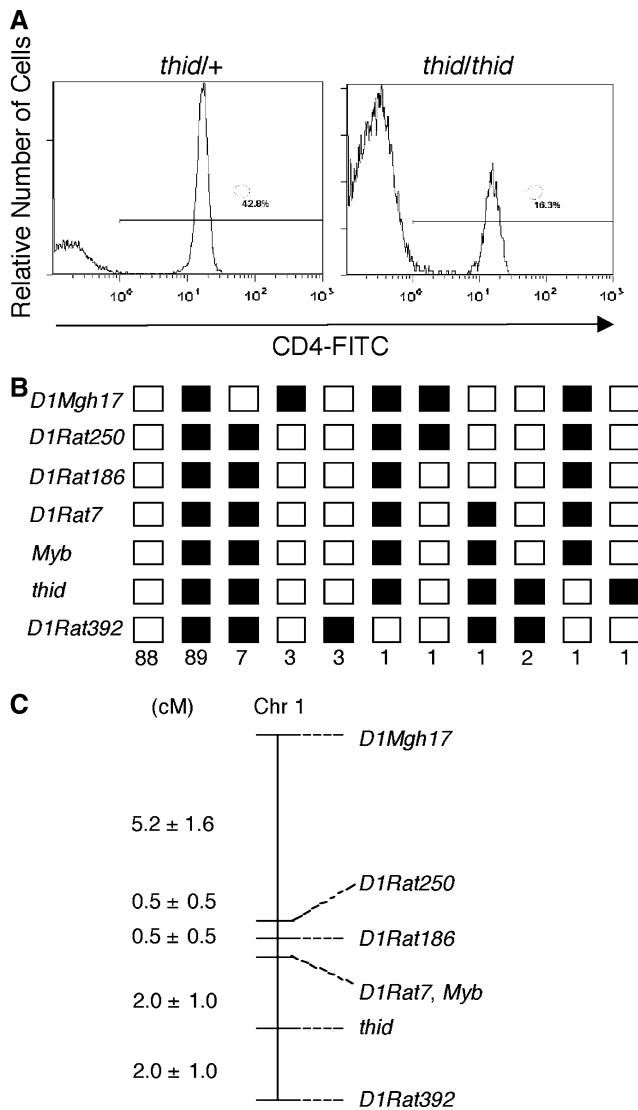 A
thid/+
thid/thid
Relative Number of Cells
42.8%
16.3%
10⁰ 10¹ 10² 10³
10⁰ 10¹ 10² 10³
CD4-FITC
B
D1Mgh17
D1Rat250
D1Rat186
D1Rat7
Myb
thid
D1Rat392
88 89 7 3 3 1 1 1 2 1 1
C
(cM) Chr 1
D1Mgh17
5.2 ± 1.6
D1Rat250
0.5 ± 0.5
0.5 ± 0.5
D1Rat186
D1Rat7, Myb
2.0 ± 1.0
thid
2.0 ± 1.0
D1Rat392